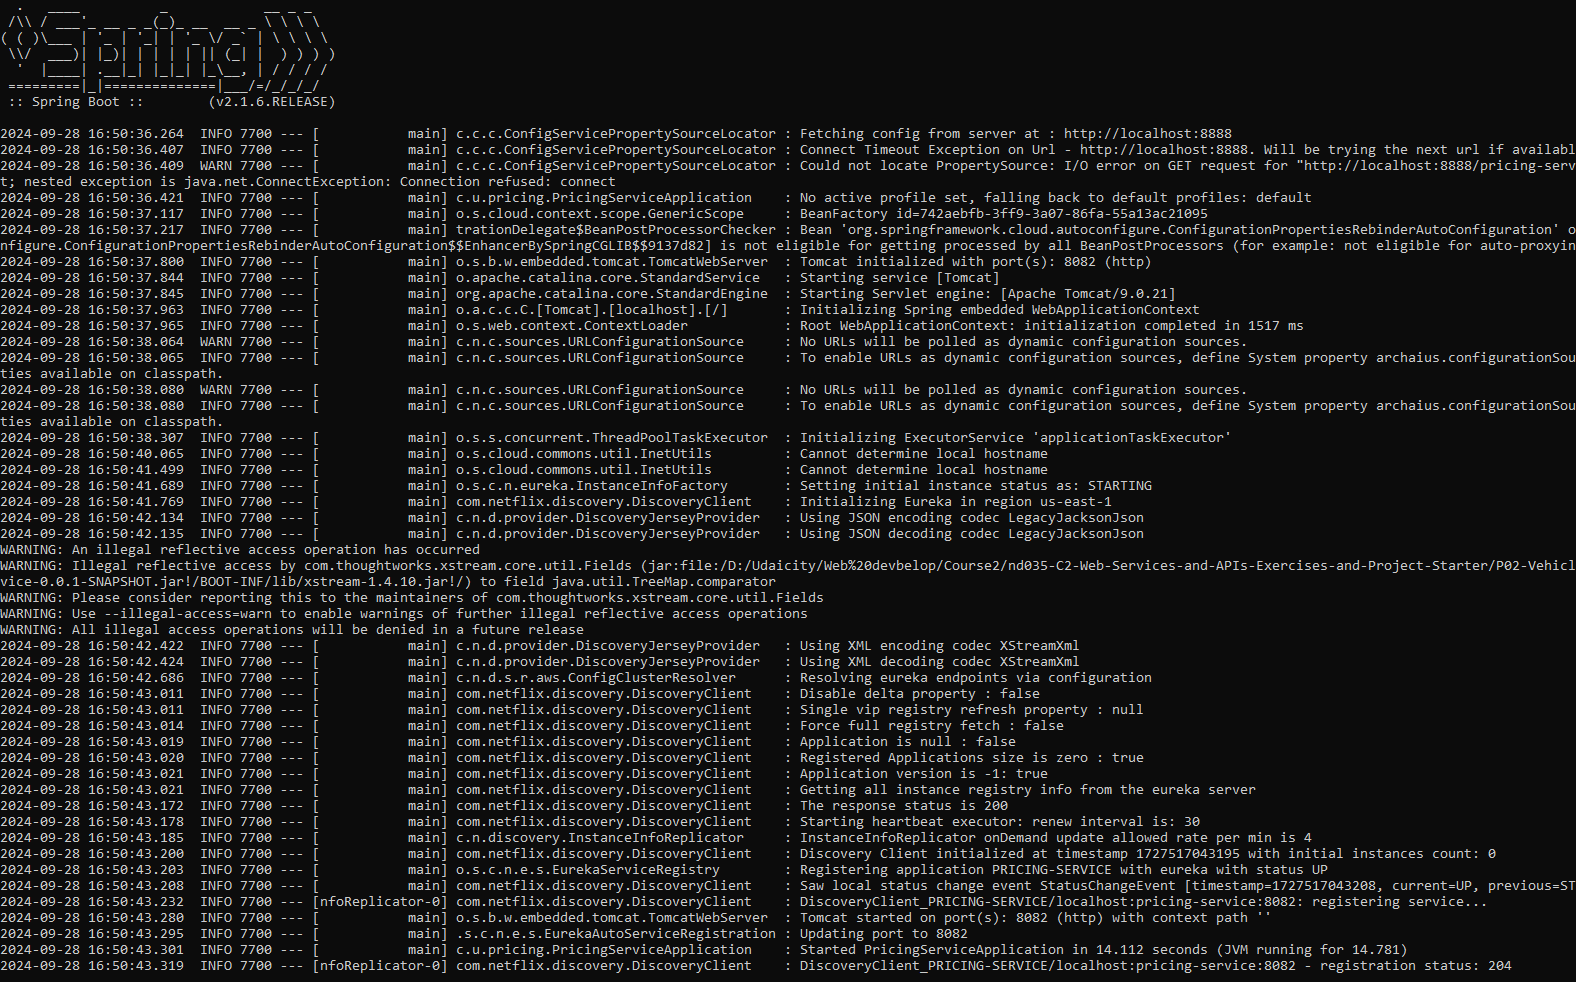 .   ____          _            __ _ _
 /\\ / ___'_ __ _ _(_)_ __  __ _ \ \ \ \
( ( )\___ | '_ | '_| | '_ \/ _` | \ \ \ \
 \\/  ___)| |_)| | | | | || (_| |  ) ) ) )
  '  |____| .__|_| |_|_| |_\__, | / / / /
 =========|_|==============|___/=/_/_/_/
 :: Spring Boot ::        (v2.1.6.RELEASE)
2024-09-28 16:50:36.264  INFO 7700 --- [           main] c.c.c.ConfigServicePropertySourceLocator : Fetching config from server at : http://localhost:8888
2024-09-28 16:50:36.407  INFO 7700 --- [           main] c.c.c.ConfigServicePropertySourceLocator : Connect Timeout Exception on Url - http://localhost:8888. Will be trying the next url if availabl
2024-09-28 16:50:36.409  WARN 7700 --- [           main] c.c.c.ConfigServicePropertySourceLocator : Could not locate PropertySource: I/O error on GET request for "http://localhost:8888/pricing-serv
t; nested exception is java.net.ConnectException: Connection refused: connect
2024-09-28 16:50:36.421  INFO 7700 --- [           main] c.u.pricing.PricingServiceApplication    : No active profile set, falling back to default profiles: default
2024-09-28 16:50:37.117  INFO 7700 --- [           main] o.s.cloud.context.scope.GenericScope     : BeanFactory id=742aebfb-3ff9-3a07-86fa-55a13ac21095
2024-09-28 16:50:37.217  INFO 7700 --- [           main] trationDelegate$BeanPostProcessorChecker : Bean 'org.springframework.cloud.autoconfigure.ConfigurationPropertiesRebinderAutoConfiguration' o
nfigure.ConfigurationPropertiesRebinderAutoConfiguration$$EnhancerBySpringCGLIB$$9137d82] is not eligible for getting processed by all BeanPostProcessors (for example: not eligible for auto-proxyin
2024-09-28 16:50:37.800  INFO 7700 --- [           main] o.s.b.w.embedded.tomcat.TomcatWebServer  : Tomcat initialized with port(s): 8082 (http)
2024-09-28 16:50:37.844  INFO 7700 --- [           main] o.apache.catalina.core.StandardService   : Starting service [Tomcat]
2024-09-28 16:50:37.845  INFO 7700 --- [           main] org.apache.catalina.core.StandardEngine  : Starting Servlet engine: [Apache Tomcat/9.0.21]
2024-09-28 16:50:37.963  INFO 7700 --- [           main] o.a.c.c.C.[Tomcat].[localhost].[/]       : Initializing Spring embedded WebApplicationContext
2024-09-28 16:50:37.965  INFO 7700 --- [           main] o.s.web.context.ContextLoader            : Root WebApplicationContext: initialization completed in 1517 ms
2024-09-28 16:50:38.064  WARN 7700 --- [           main] c.n.c.sources.URLConfigurationSource     : No URLs will be polled as dynamic configuration sources.
2024-09-28 16:50:38.065  INFO 7700 --- [           main] c.n.c.sources.URLConfigurationSource     : To enable URLs as dynamic configuration sources, define System property archaius.configurationSou
ties available on classpath.
2024-09-28 16:50:38.080  WARN 7700 --- [           main] c.n.c.sources.URLConfigurationSource     : No URLs will be polled as dynamic configuration sources.
2024-09-28 16:50:38.080  INFO 7700 --- [           main] c.n.c.sources.URLConfigurationSource     : To enable URLs as dynamic configuration sources, define System property archaius.configurationSou
ties available on classpath.
2024-09-28 16:50:38.307  INFO 7700 --- [           main] o.s.s.concurrent.ThreadPoolTaskExecutor  : Initializing ExecutorService 'applicationTaskExecutor'
2024-09-28 16:50:40.065  INFO 7700 --- [           main] o.s.cloud.commons.util.InetUtils         : Cannot determine local hostname
2024-09-28 16:50:41.499  INFO 7700 --- [           main] o.s.cloud.commons.util.InetUtils         : Cannot determine local hostname
2024-09-28 16:50:41.689  INFO 7700 --- [           main] o.s.c.n.eureka.InstanceInfoFactory       : Setting initial instance status as: STARTING
2024-09-28 16:50:41.769  INFO 7700 --- [           main] com.netflix.discovery.DiscoveryClient    : Initializing Eureka in region us-east-1
2024-09-28 16:50:42.134  INFO 7700 --- [           main] c.n.d.provider.DiscoveryJerseyProvider   : Using JSON encoding codec LegacyJacksonJson
2024-09-28 16:50:42.135  INFO 7700 --- [           main] c.n.d.provider.DiscoveryJerseyProvider   : Using JSON decoding codec LegacyJacksonJson
WARNING: An illegal reflective access operation has occurred
WARNING: Illegal reflective access by com.thoughtworks.xstream.core.util.Fields (jar:file:/D:/Udaicity/Web%20devbelop/Course2/nd035-C2-Web-Services-and-APIs-Exercises-and-Project-Starter/P02-Vehicl
vice-0.0.1-SNAPSHOT.jar!/BOOT-INF/lib/xstream-1.4.10.jar!/) to field java.util.TreeMap.comparator
WARNING: Please consider reporting this to the maintainers of com.thoughtworks.xstream.core.util.Fields
WARNING: Use --illegal-access=warn to enable warnings of further illegal reflective access operations
WARNING: All illegal access operations will be denied in a future release
2024-09-28 16:50:42.422  INFO 7700 --- [           main] c.n.d.provider.DiscoveryJerseyProvider   : Using XML encoding codec XStreamXml
2024-09-28 16:50:42.424  INFO 7700 --- [           main] c.n.d.provider.DiscoveryJerseyProvider   : Using XML decoding codec XStreamXml
2024-09-28 16:50:42.686  INFO 7700 --- [           main] c.n.d.s.r.aws.ConfigClusterResolver      : Resolving eureka endpoints via configuration
2024-09-28 16:50:43.011  INFO 7700 --- [           main] com.netflix.discovery.DiscoveryClient    : Disable delta property : false
2024-09-28 16:50:43.011  INFO 7700 --- [           main] com.netflix.discovery.DiscoveryClient    : Single vip registry refresh property : null
2024-09-28 16:50:43.014  INFO 7700 --- [           main] com.netflix.discovery.DiscoveryClient    : Force full registry fetch : false
2024-09-28 16:50:43.019  INFO 7700 --- [           main] com.netflix.discovery.DiscoveryClient    : Application is null : false
2024-09-28 16:50:43.020  INFO 7700 --- [           main] com.netflix.discovery.DiscoveryClient    : Registered Applications size is zero : true
2024-09-28 16:50:43.021  INFO 7700 --- [           main] com.netflix.discovery.DiscoveryClient    : Application version is -1: true
2024-09-28 16:50:43.021  INFO 7700 --- [           main] com.netflix.discovery.DiscoveryClient    : Getting all instance registry info from the eureka server
2024-09-28 16:50:43.172  INFO 7700 --- [           main] com.netflix.discovery.DiscoveryClient    : The response status is 200
2024-09-28 16:50:43.178  INFO 7700 --- [           main] com.netflix.discovery.DiscoveryClient    : Starting heartbeat executor: renew interval is: 30
2024-09-28 16:50:43.185  INFO 7700 --- [           main] c.n.discovery.InstanceInfoReplicator     : InstanceInfoReplicator onDemand update allowed rate per min is 4
2024-09-28 16:50:43.200  INFO 7700 --- [           main] com.netflix.discovery.DiscoveryClient    : Discovery Client initialized at timestamp 1727517043195 with initial instances count: 0
2024-09-28 16:50:43.203  INFO 7700 --- [           main] o.s.c.n.e.s.EurekaServiceRegistry        : Registering application PRICING-SERVICE with eureka with status UP
2024-09-28 16:50:43.208  INFO 7700 --- [           main] com.netflix.discovery.DiscoveryClient    : Saw local status change event StatusChangeEvent [timestamp=1727517043208, current=UP, previous=ST
2024-09-28 16:50:43.232  INFO 7700 --- [nfoReplicator-0] com.netflix.discovery.DiscoveryClient    : DiscoveryClient_PRICING-SERVICE/localhost:pricing-service:8082: registering service...
2024-09-28 16:50:43.280  INFO 7700 --- [           main] o.s.b.w.embedded.tomcat.TomcatWebServer  : Tomcat started on port(s): 8082 (http) with context path ''
2024-09-28 16:50:43.295  INFO 7700 --- [           main] .s.c.n.e.s.EurekaAutoServiceRegistration : Updating port to 8082
2024-09-28 16:50:43.301  INFO 7700 --- [           main] c.u.pricing.PricingServiceApplication    : Started PricingServiceApplication in 14.112 seconds (JVM running for 14.781)
2024-09-28 16:50:43.319  INFO 7700 --- [nfoReplicator-0] com.netflix.discovery.DiscoveryClient    : DiscoveryClient_PRICING-SERVICE/localhost:pricing-service:8082 - registration status: 204